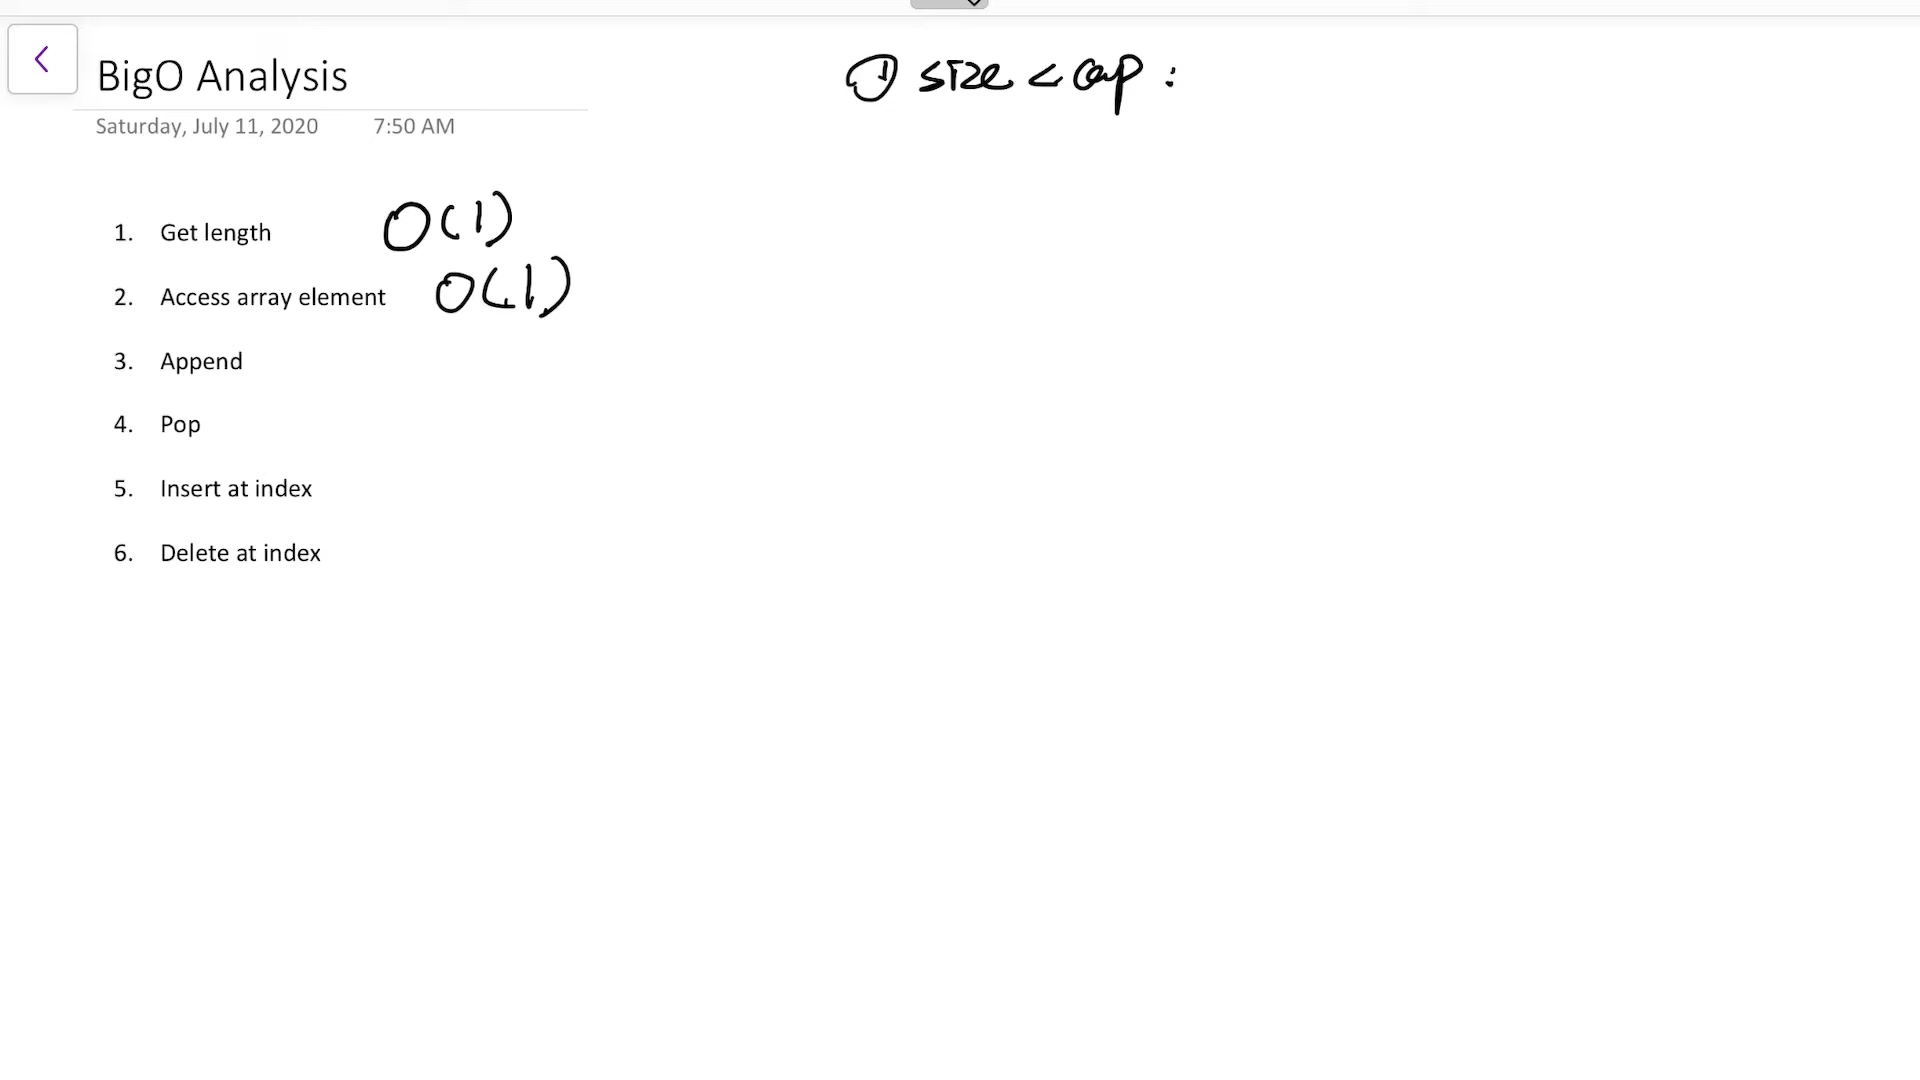 BigO Analysis
Saturday, July 11, 2020 7:50 AM
1. Get length O(1)
2. Access array element O(1)
3. Append
4. Pop
5. Insert at index
6. Delete at index
① size < cap :